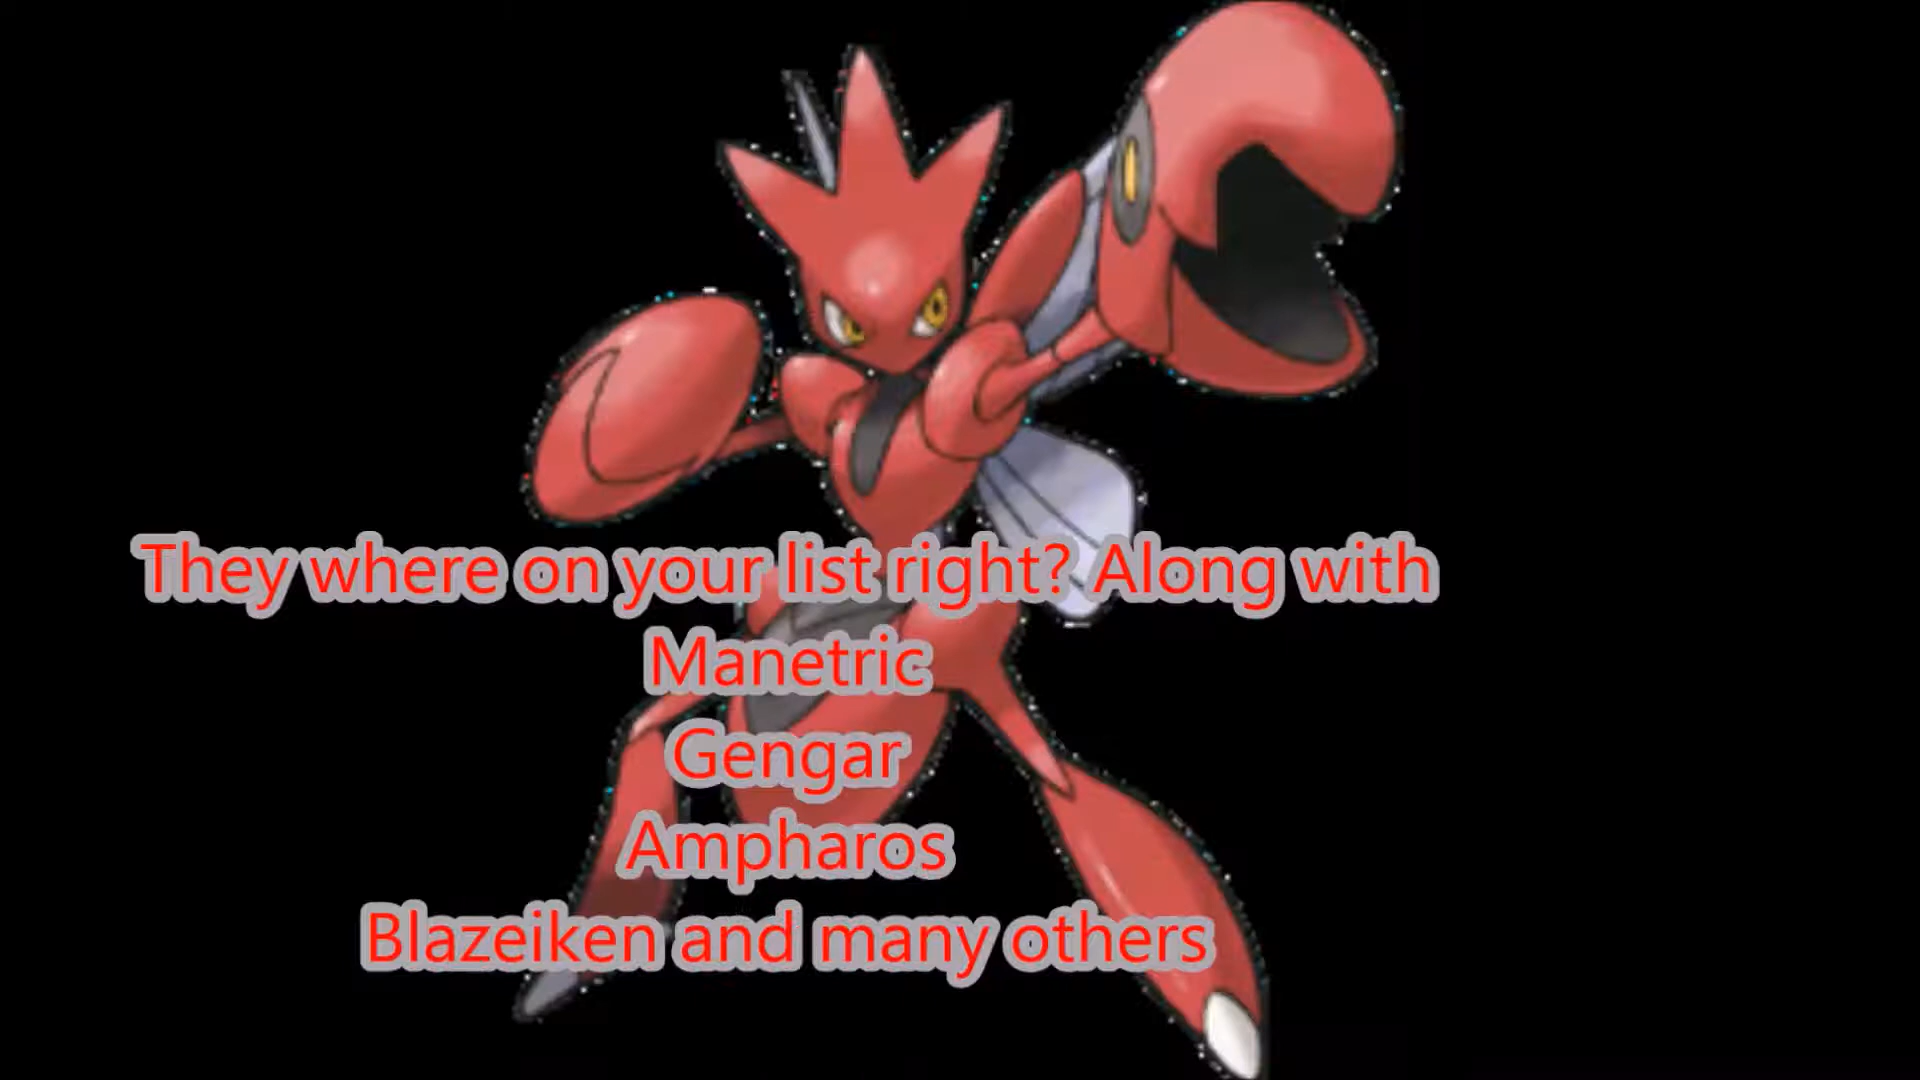 They where on your list right? Along with
Manetric
Gengar
Ampharos
Blazeiken and many others